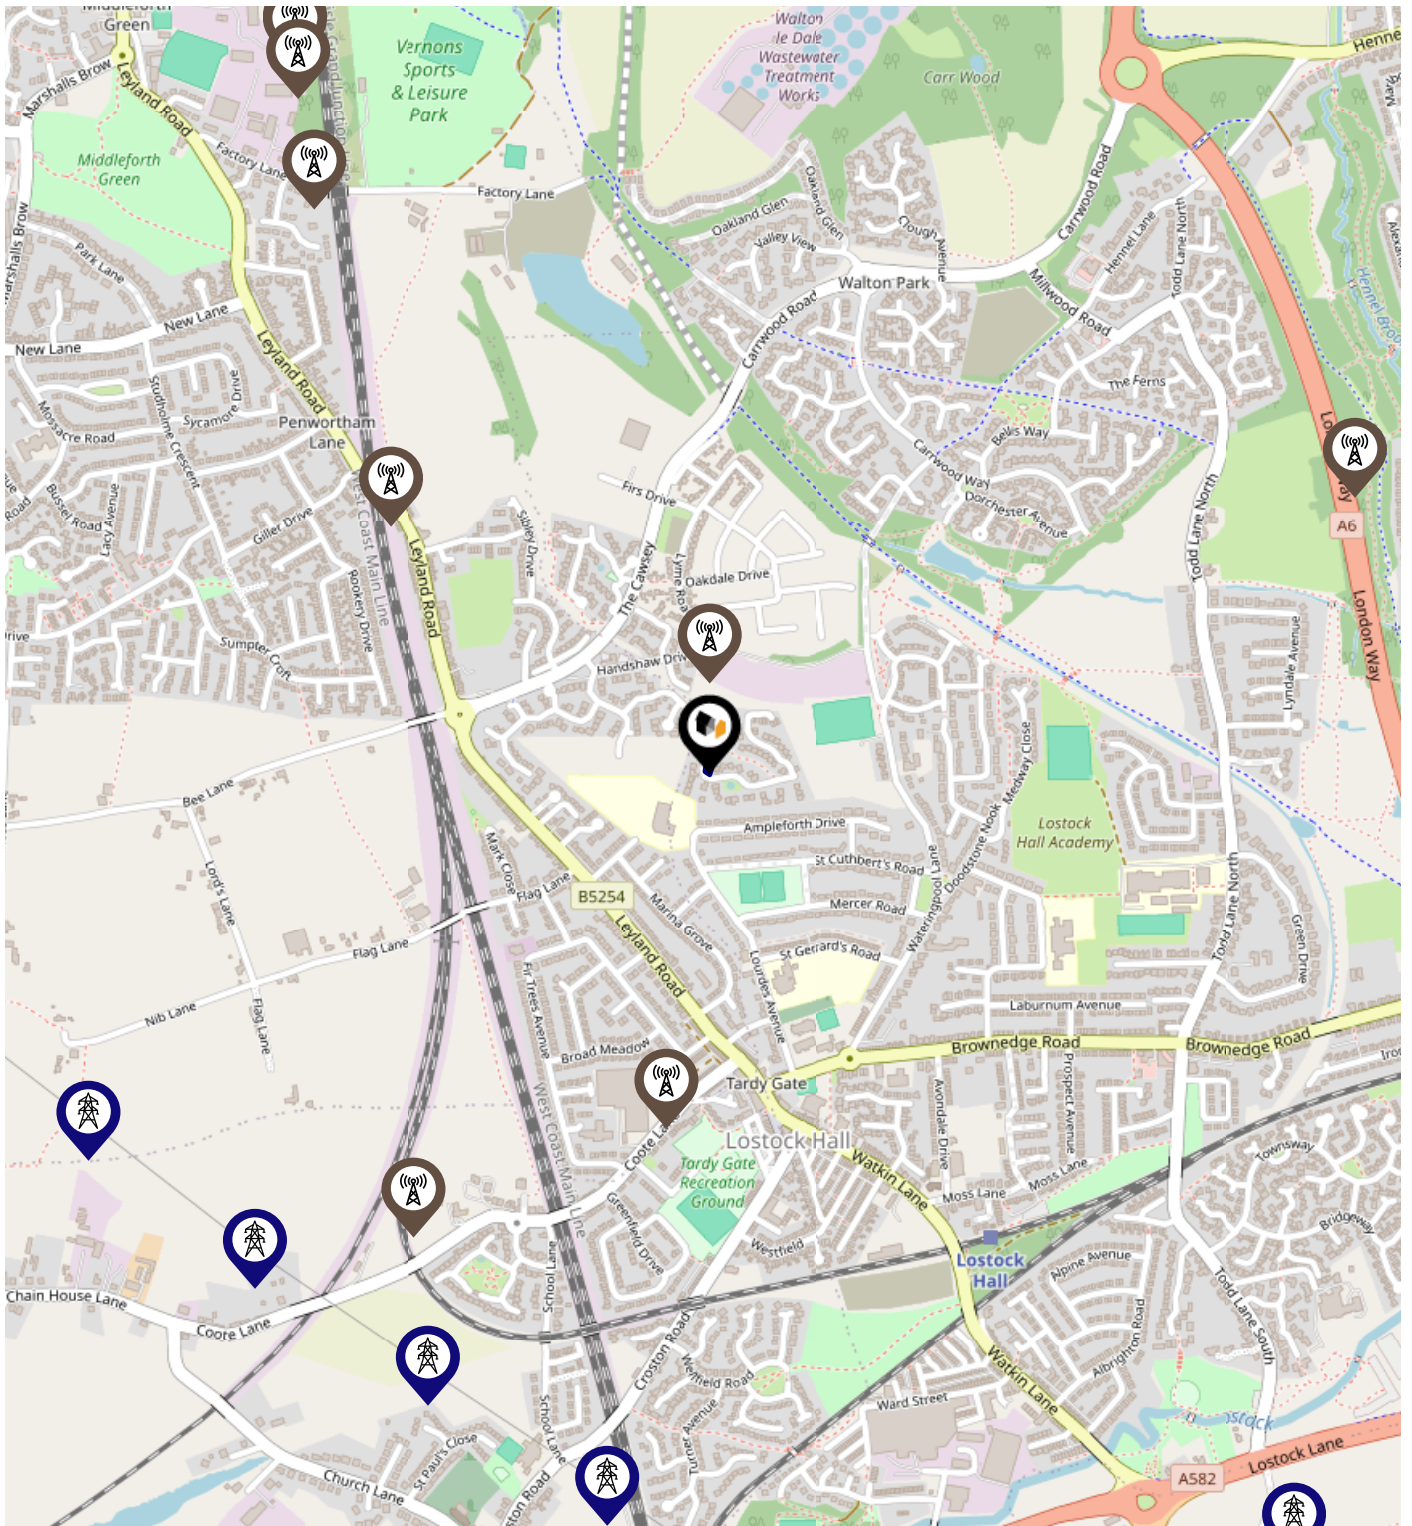 Middleforth
Green
Marshalls Brow
Leyland Road
Vernons
Sports
& Leisure
Park
Walton
le Dale
Wastewater
Treatment
Works
Carr Wood
Middleforth
Green
Factory Lane
Factory Lane
Marshalls Brow
Park Lane
New Lane
New Lane
Leyland Road
Oakland Glen
Oakland Glen
Valley View
Clough Avenue
Walton Park
Carrwood Road
Carrwood Road
Millwood Road
Hennel Lane
Todd Lane North
Hennel Brook
Studholme Crescent
Sycamore Drive
Mossacre Road
Penwortham
Lane
The Ferns
Bells Way
Carrwood Way
Dorchester Avenue
Bussel Road
Lacy Avenue
Road
Giller Drive
West Coast Main Line
Rookery Drive
Leyland Road
Sibley Drive
Firs Drive
The Cawsey
Oakdale Drive
Todd Lane North
A6
London Way
Sumpter Croft
Handshaw Drive
Lyndale Avenue
Bee Lane
Lord's Lane
Mark Close
Flag Lane
B5254
Ampleforth Drive
St Cuthbert's Road
Mercer Road
Marina Grove
Leyland Road
St Gerrard's Road
Lourdes Avenue
Wateringpool Lane
Doodstone Nook
Medway Close
Lostock
Hall Academy
Todd Lane North
Green Drive
Flag Lane
Nib Lane
Flag Lane
Fir Trees Avenue
Broad Meadow
Laburnum Avenue
Brownedge Road
Brownedge Road
Tardy Gate
Avondale Drive
Prospect Avenue
West Coast Main Line
Lostock Hall
Tardy Gate
Recreation
Ground
Watkin Lane
Moss Lane
Moss Lane
Townsway
Bridgeway
Greenfield Drive
Westfield
School Lane
Lostock
Hall
Alpine Avenue
Chain House Lane
Coote Lane
Croston Road
Wellfield Road
Albrighton Road
Todd Lane South
Watkin Lane
Ward Street
Turner Avenue
School Lane
St Paul's Close
Church Lane
A582
Lostock Lane